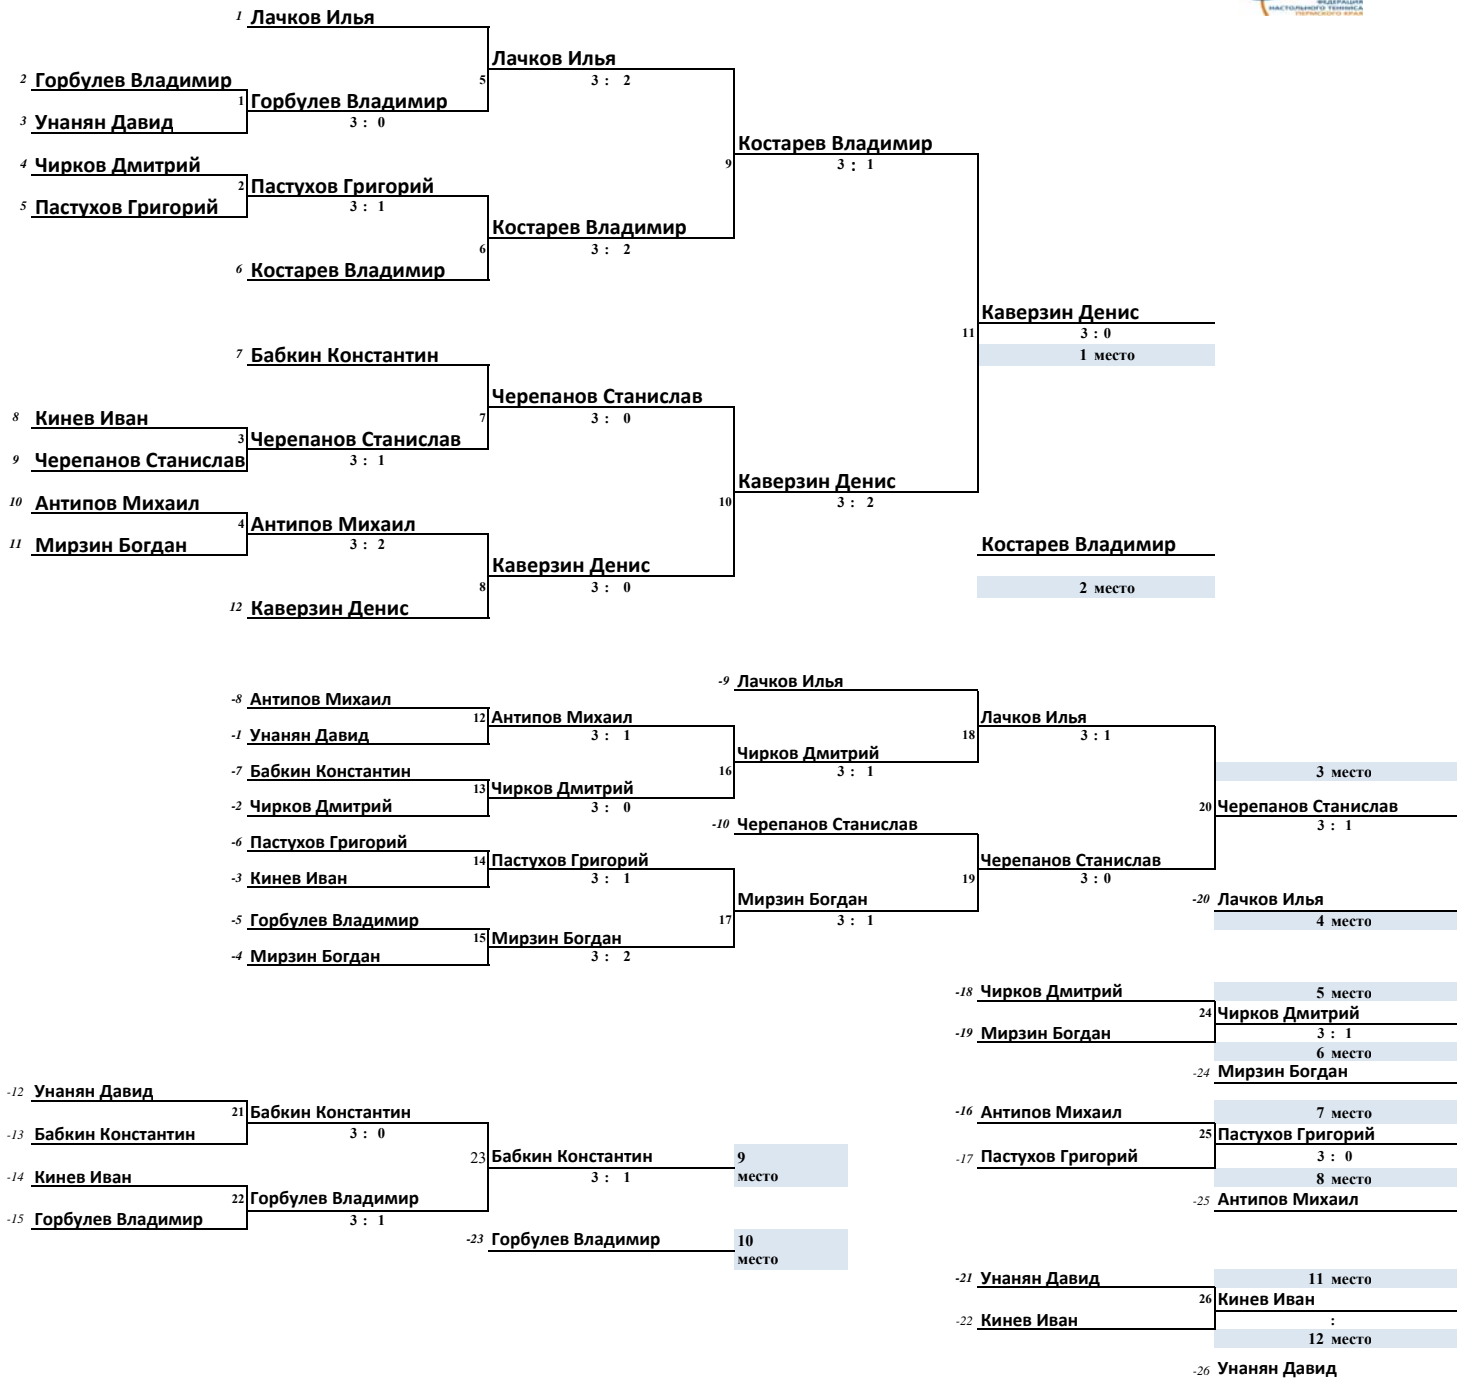 ФЕДЕРАЦИЯ
НАСТОЛЬНОГО ТЕННИСА
ПЕРМСКОГО КРАЯ
1 Лачков Илья
Лачков Илья
2 Горбулев Владимир
5
3 : 2
1 Горбулев Владимир
3 Унанян Давид
3 : 0
Костарев Владимир
4 Чирков Дмитрий
9
3 : 1
2 Пастухов Григорий
5 Пастухов Григорий
3 : 1
Костарев Владимир
6
3 : 2
6 Костарев Владимир
Каверзин Денис
11
3 : 0
7 Бабкин Константин
1 место
Черепанов Станислав
8 Кинев Иван
7
3 : 0
3 Черепанов Станислав
9 Черепанов Станислав
3 : 1
Каверзин Денис
10 Антипов Михаил
10
3 : 2
4 Антипов Михаил
11 Мирзин Богдан
3 : 2
Костарев Владимир
Каверзин Денис
8
3 : 0
2 место
12 Каверзин Денис
-9 Лачков Илья
-8 Антипов Михаил
12 Антипов Михаил
Лачков Илья
-1 Унанян Давид
3 : 1
18
3 : 1
Чирков Дмитрий
-7 Бабкин Константин
16
3 : 1
3 место
13 Чирков Дмитрий
-2 Чирков Дмитрий
3 : 0
20 Черепанов Станислав
-10 Черепанов Станислав
3 : 1
-6 Пастухов Григорий
14 Пастухов Григорий
Черепанов Станислав
-3 Кинев Иван
3 : 1
19
3 : 0
Мирзин Богдан
-20 Лачков Илья
-5 Горбулев Владимир
17
3 : 1
4 место
15 Мирзин Богдан
-4 Мирзин Богдан
3 : 2
-18 Чирков Дмитрий
5 место
24 Чирков Дмитрий
-19 Мирзин Богдан
3 : 1
6 место
-24 Мирзин Богдан
-12 Унанян Давид
21 Бабкин Константин
-16 Антипов Михаил
7 место
-13 Бабкин Константин
3 : 0
25 Пастухов Григорий
23 Бабкин Константин
9
место
-17 Пастухов Григорий
3 : 0
-14 Кинев Иван
3 : 1
8 место
22 Горбулев Владимир
-25 Антипов Михаил
-15 Горбулев Владимир
3 : 1
-23 Горбулев Владимир
10
место
-21 Унанян Давид
11 место
26 Кинев Иван
-22 Кинев Иван
:
12 место
-26 Унанян Давид